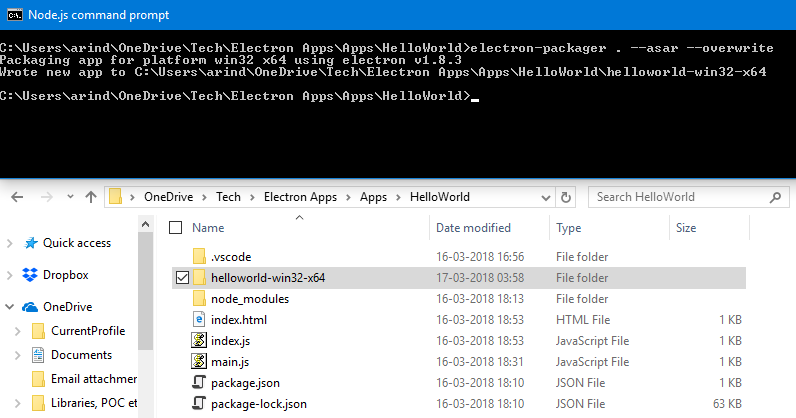 Node.js command prompt
C:\Users\arind\OneDrive\Tech\Electron Apps\Apps\HelloWorld>electron-packager . --asar --overwrite
Packaging app for platform win32 x64 using electron v1.8.3
Wrote new app to C:\Users\arind\OneDrive\Tech\Electron Apps\Apps\HelloWorld\helloworld-win32-x64
C:\Users\arind\OneDrive\Tech\Electron Apps\Apps\HelloWorld>_
OneDrive > Tech > Electron Apps > Apps > HelloWorld Search HelloWorld
Name Date modified Type Size
Quick access
Dropbox
OneDrive
CurrentProfile
Documents
Email attachmen
Libraries, POC et
.vscode 16-03-2018 16:56 File folder
helloworld-win32-x64 17-03-2018 03:58 File folder
node_modules 16-03-2018 18:13 File folder
index.html 16-03-2018 18:53 HTML File 1 KB
index.js 16-03-2018 18:53 JavaScript File 1 KB
main.js 16-03-2018 18:31 JavaScript File 1 KB
package.json 16-03-2018 18:10 JSON File 1 KB
package-lock.json 16-03-2018 18:10 JSON File 63 KB